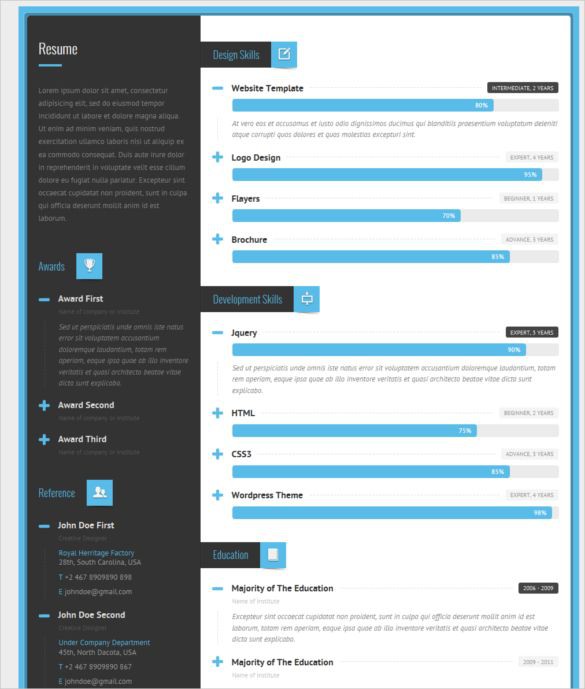 Resume
Lorem ipsum dolor sit amet, consectetur
adipisicing elit, sed do eiusmod tempor
incididunt ut labore et dolore magna aliqua.
Ut enim ad minim veniam, quis nostrud
exercitation ullamco laboris nisi ut aliquip ex
ea commodo consequat. Duis aute irure dolor
in reprehenderit in voluptate velit esse cillum
dolore eu fugiat nulla pariatur. Excepteur sint
occaecat cupidatat non proident, sunt in culpa
qui officia deserunt mollit anim id est
laborum.
Awards
Award First
Name of company or institute
Sed ut perspiciatis unde omnis iste natus
error sit voluptatem accusantium
doloremque laudantium, totam rem
aperiam, eaque ipsa quae ab illo inventore
veritatis et quasi architecto beatae vitae
dicta sunt explicabo.
Award Second
Name of company or institute
Award Third
Name of company or institute
Reference
John Doe First
Creative Designer
Royal Herritage Factory
28th, South Carolina, USA
T +2 467 8909890 898
E johndoe@gmail.com
John Doe Second
Creative Designer
Under Company Department
45th, North Dacota, USA
T +2 467 8909890 867
E johndoe@gmail.com
Design Skills
Website Template
INTERMEDIATE, 2 YEARS
80%
At vero eos et accusamus et iusto odio dignissimos ducimus qui blanditiis praesentium voluptatum deleniti
atque corrupti quos dolores et quas molestias excepturi sint.
Logo Design
EXPERT, 4 YEARS
95%
Flayers
BEGINNER, 1 YEARS
70%
Brochure
ADVANCE, 3 YEARS
85%
Development Skills
Jquery
EXPERT, 5 YEARS
90%
Sed ut perspiciatis unde omnis iste natus error sit voluptatem accusantium doloremque laudantium, totam
rem aperiam, eaque ipsa quae ab illo inventore veritatis et quasi architecto beatae vitae dicta sunt
explicabo.
HTML
BEGINNER, 2 YEARS
75%
CSS3
ADVANCE, 3 YEARS
85%
Wordpress Theme
EXPERT, 4 YEARS
98%
Education
Majority of The Education
2006 - 2009
Name of Institute
Excepteur sint occaecat cupidatat non proident, sunt in culpa qui officia deserunt mollit anim id est
laborum, totam rem aperiam, eaque ipsa quae ab illo inventore veritatis et quasi architecto beatae vitae
dicta sunt explicabo.
Majority of The Education
2009 - 2011
Name of Institute